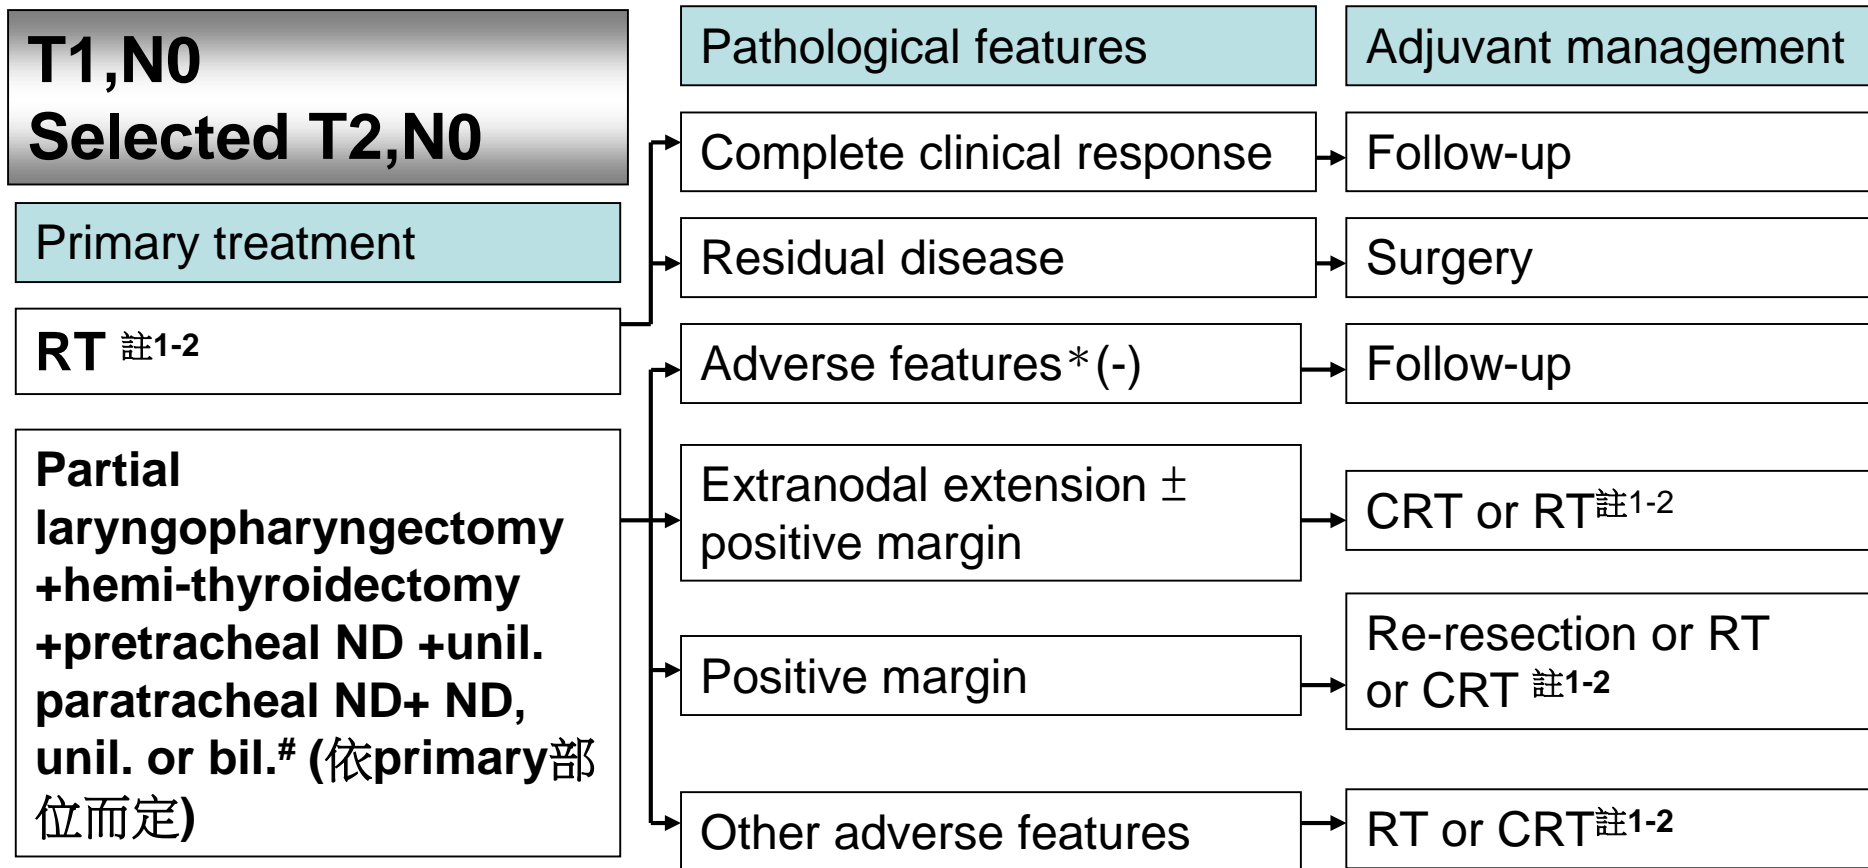 T1,N0
Selected T2,N0
Primary treatment
RT 註1-2
Partial
laryngopharyngectomy
+hemi-thyroidectomy
+pretracheal ND +unil.
paratracheal ND+ ND,
unil. or bil.# (依primary部
位而定)
Pathological features
Complete clinical response
Residual disease
Adverse features*(-)
Extranodal extension ±
positive margin
Positive margin
Other adverse features
Adjuvant management
Follow-up
Surgery
Follow-up
CRT or RT註1-2
Re-resection or RT
or CRT 註1-2
RT or CRT註1-2